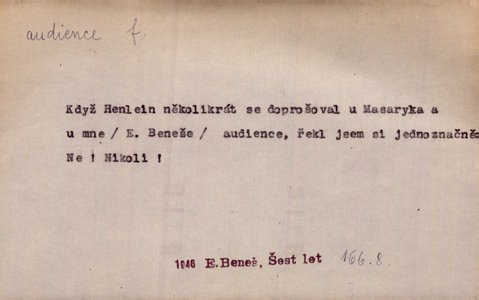 audience f.
Když Henlein několikrát se doprošoval u Masaryka a
u mne / E. Beneše / audience, řekl jsem si jednoznačně:
Ne ! Nikoli !
1946 E.Beneš, Šest let 166.8.